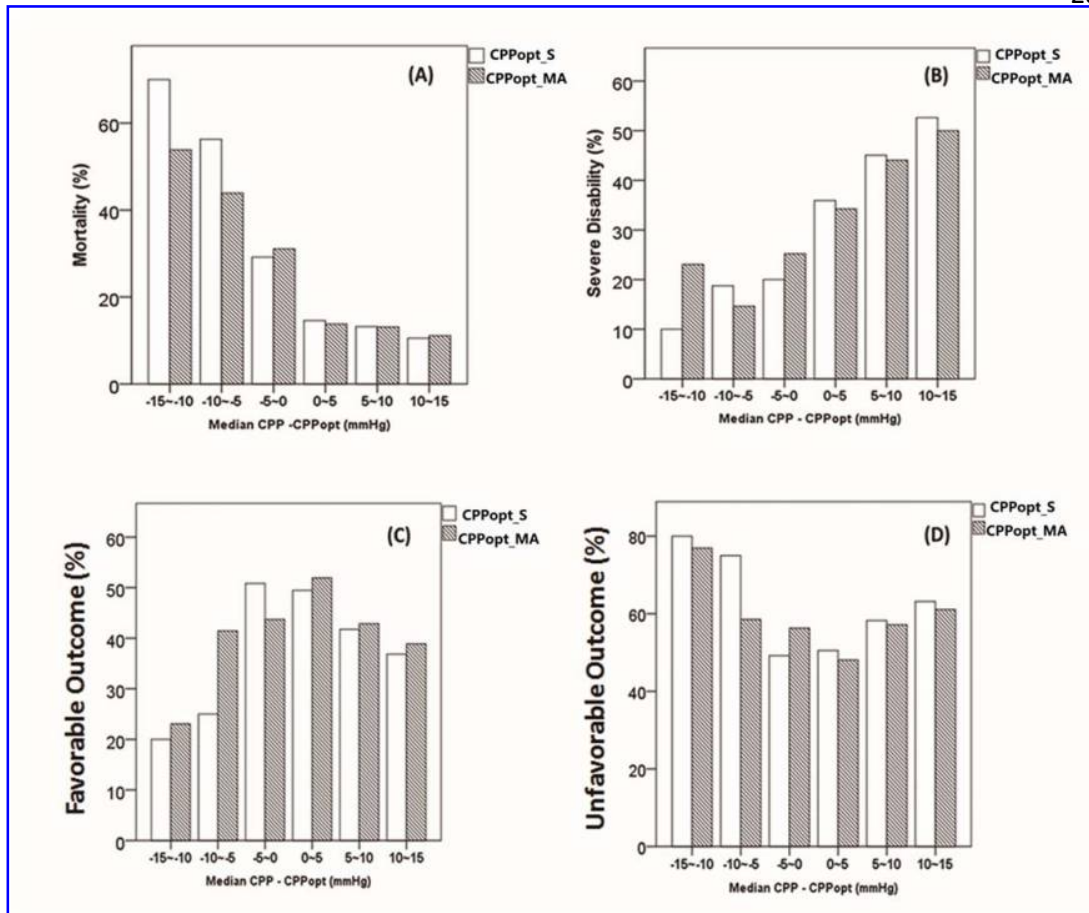 (A)
CPPopt_S
CPPopt_MA
Mortality (%)
60
40
20
0
-15~-10 -10~-5 -5~0 0~5 5~10 10~15
Median CPP -CPPopt (mmHg)
(B)
CPPopt_S
CPPopt_MA
Severe Disability (%)
60
50
40
30
20
10
0
-15~-10 -10~-5 -5~0 0~5 5~10 10~15
Median CPP - CPPopt (mmHg)
(C)
CPPopt_S
CPPopt_MA
Favorable Outcome (%)
60
50
40
30
20
10
0
-15~-10 -10~-5 -5~0 0~5 5~10 10~15
Median CPP - CPPopt (mmHg)
(D)
CPPopt_S
CPPopt_MA
Unfavorable Outcome (%)
80
60
40
20
0
-15~-10 -10~-5 -5~0 0~5 5~10 10~15
Median CPP - CPPopt (mmHg)